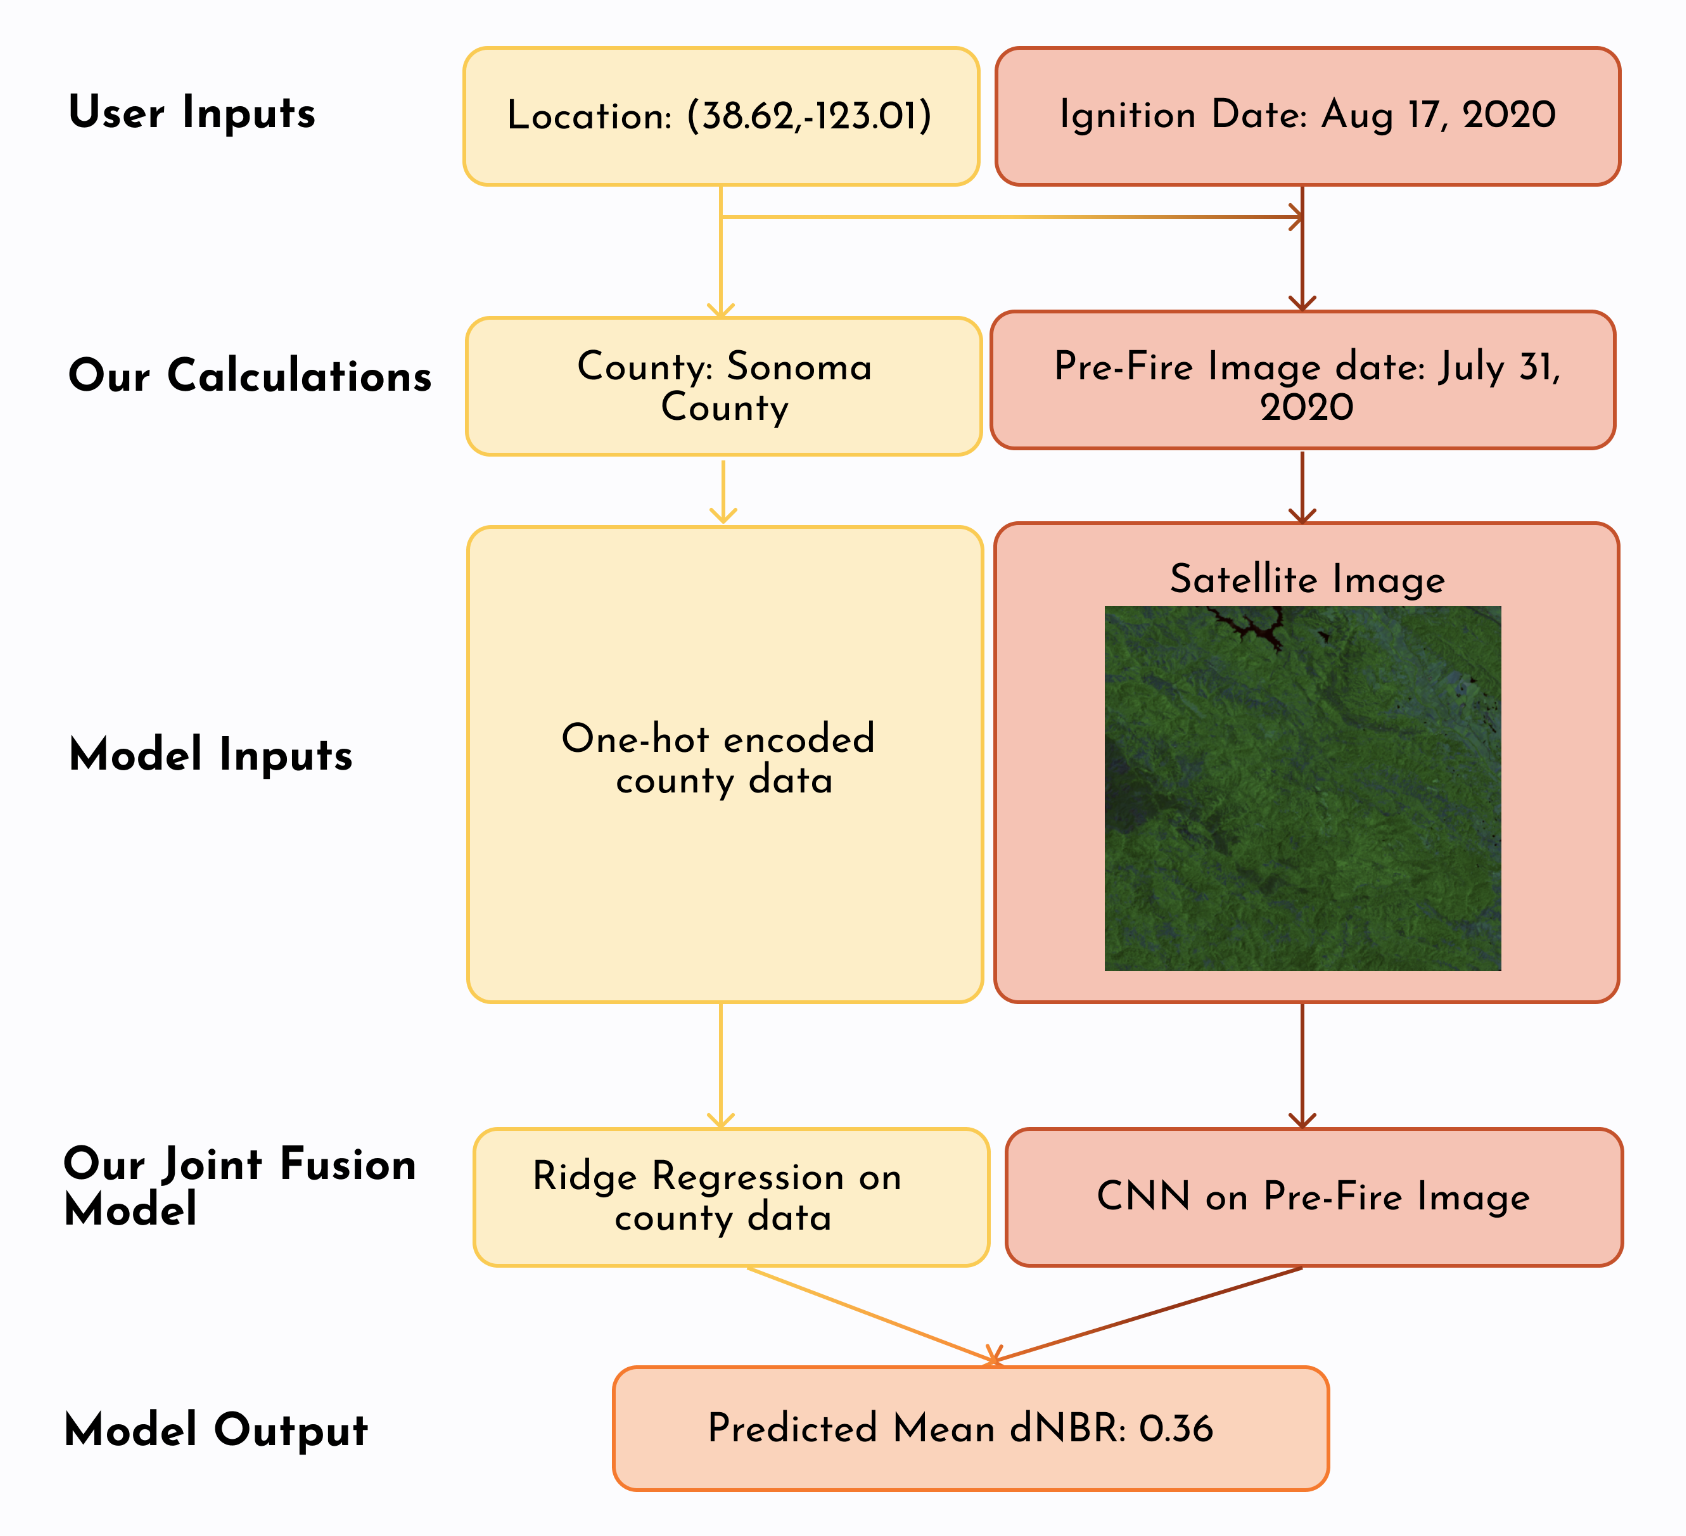 User Inputs
Location: (38.62,-123.01)
Ignition Date: Aug 17, 2020
Our Calculations
County: Sonoma
County
Pre-Fire Image date: July 31,
2020
Model Inputs
One-hot encoded
county data
Satellite Image
Our Joint Fusion
Model
Ridge Regression on
county data
CNN on Pre-Fire Image
Model Output
Predicted Mean dNBR: 0.36